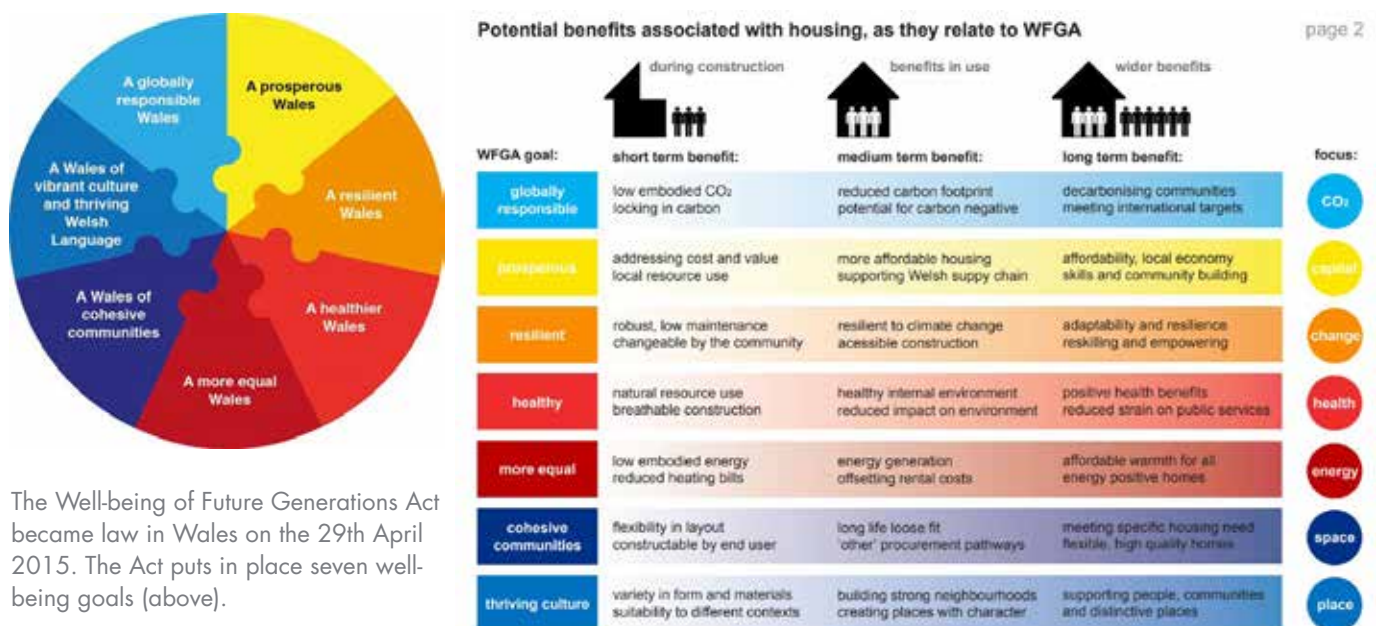 A globally
responsible
Wales
A prosperous
Wales
A resilient
Wales
A healthier
Wales
A more equal
Wales
A Wales of
cohesive
communities
A Wales of
vibrant culture
and thriving
Welsh
Language
The Well-being of Future Generations Act
became law in Wales on the 29th April
2015. The Act puts in place seven well-
being goals (above).
Potential benefits associated with housing, as they relate to WFGA
page 2
during construction
benefits in use
wider benefits
WFGA goal:
short term benefit:
medium term benefit:
long term benefit:
focus:
globally
responsible
low embodied CO₂
locking in carbon
reduced carbon footprint
potential for carbon negative
decarbonising communities
meeting international targets
CO₂
prosperous
addressing cost and value
local resource use
more affordable housing
supporting Welsh suppy chain
affordability, local economy
skills and community building
capital
resilient
robust, low maintenance
changeable by the community
resilient to climate change
acessible construction
adaptability and resilience
reskilling and empowering
change
healthy
natural resource use
breathable construction
healthy internal environment
reduced impact on environment
positive health benefits
reduced strain on public services
health
more equal
low embodied energy
reduced heating bills
energy generation
offsetting rental costs
affordable warmth for all
energy positive homes
energy
cohesive
communities
flexibility in layout
constructable by end user
long life loose fit
'other' procurement pathways
meeting specific housing need
flexible, high quality homes
space
thriving culture
variety in form and materials
suitability to different contexts
building strong neighbourhoods
creating places with character
supporting people, communities
and distinctive places
place